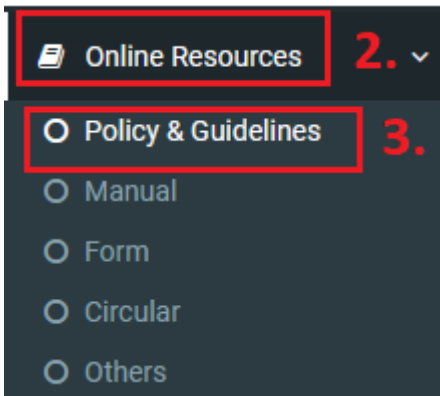 Online Resources 2.
Policy & Guidelines 3.
Manual
Form
Circular
Others